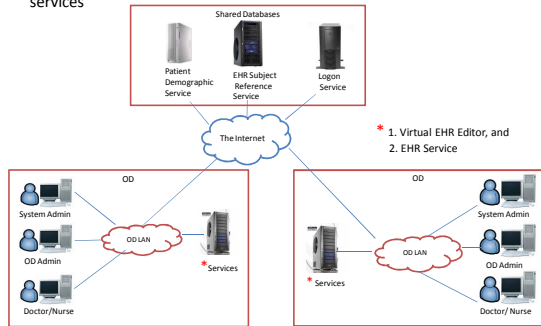 services
Shared Databases
Patient
Demographic
Service
EHR Subject
Reference
Service
Logon
Service
The Internet
* 1. Virtual EHR Editor, and
2. EHR Service
OD
System Admin
OD Admin
Doctor/Nurse
OD LAN
* Services
OD
System Admin
OD Admin
Doctor/ Nurse
OD LAN
* Services